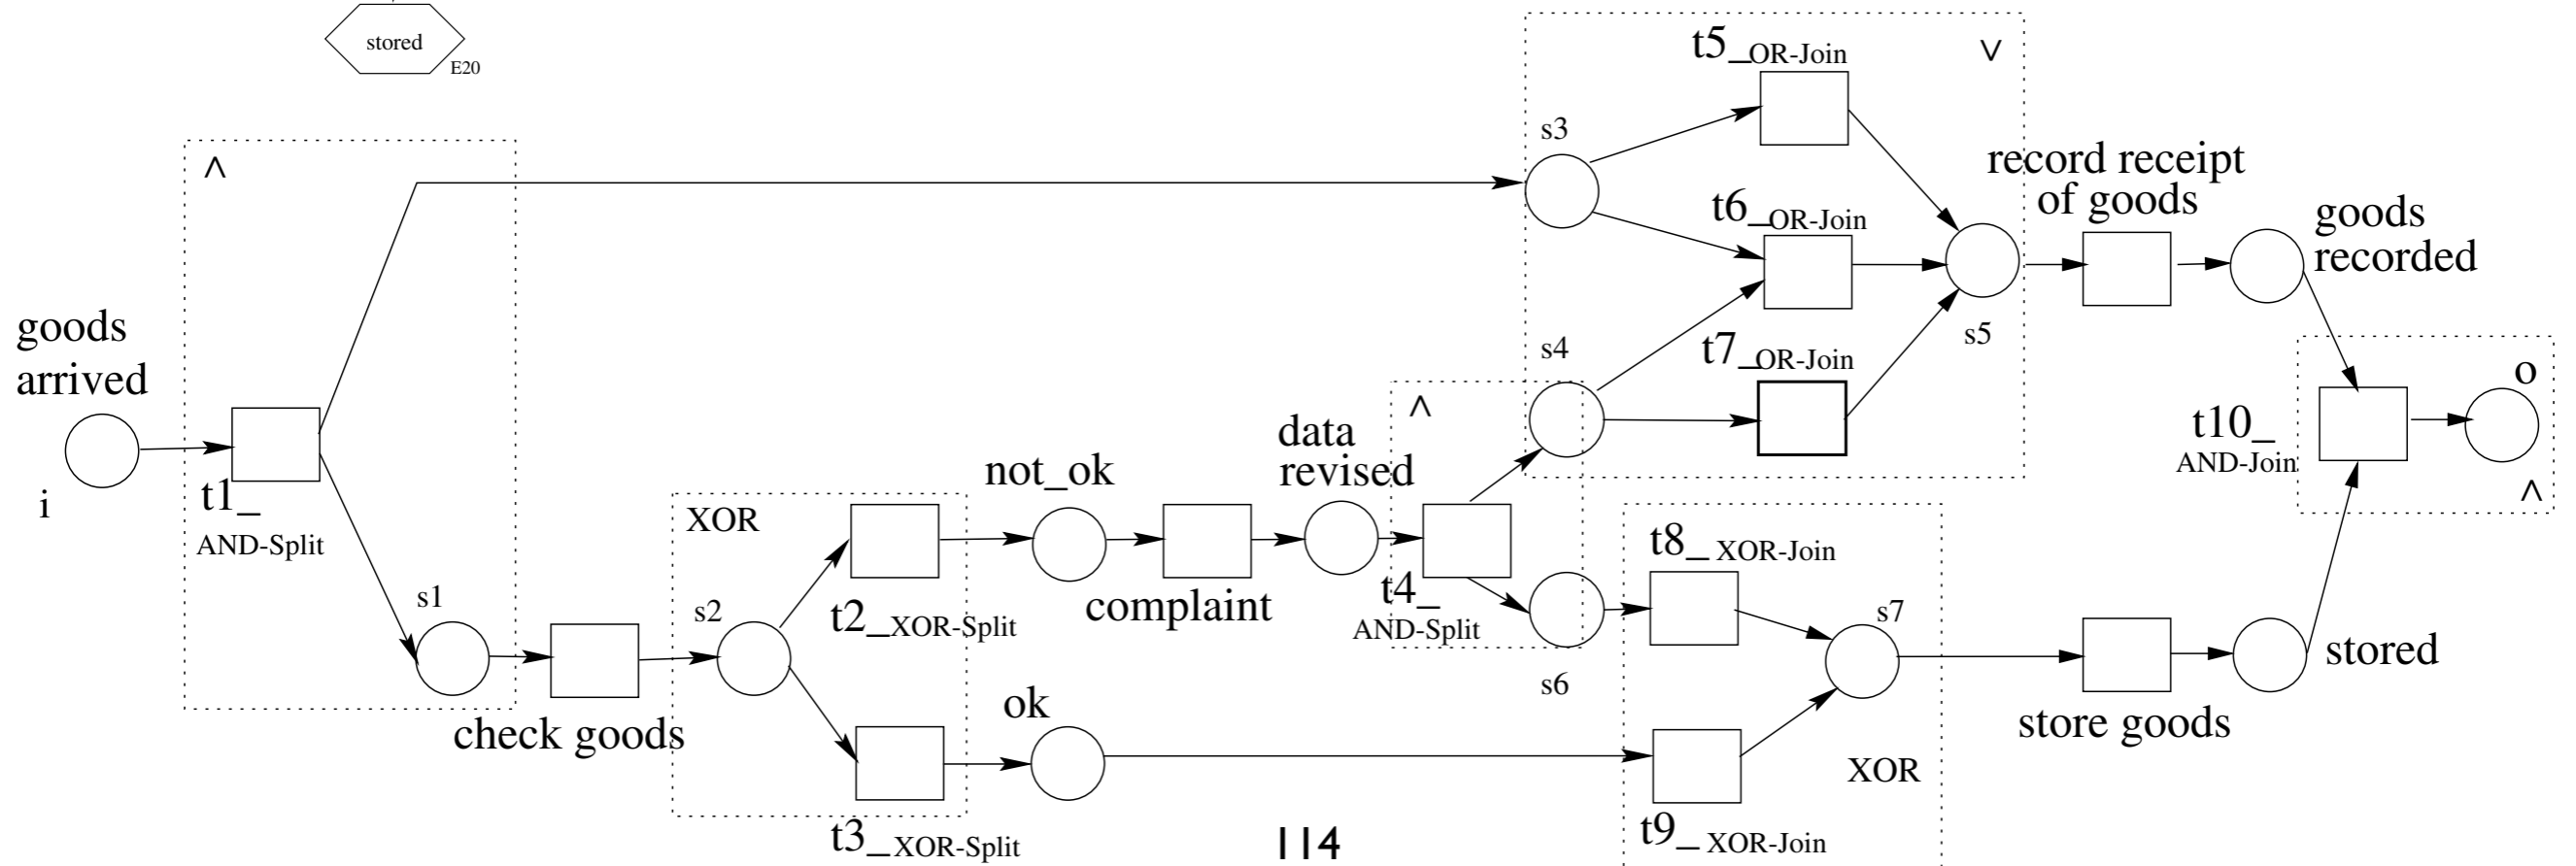 stored
E20
t5_OR-Join
V
s3
^
record receipt
of goods
t6_OR-Join
goods
recorded
goods
arrived
s4
t7_OR-Join
s5
^
data
revised
o
t10_
AND-Join
^
not_ok
i
t1_
AND-Split
XOR
t8_ XOR-Join
s1
s2
t2_XOR-Split
complaint
t4_
AND-Split
s7
s6
stored
check goods
ok
store goods
XOR
t3_XOR-Split
114
t9_ XOR-Join